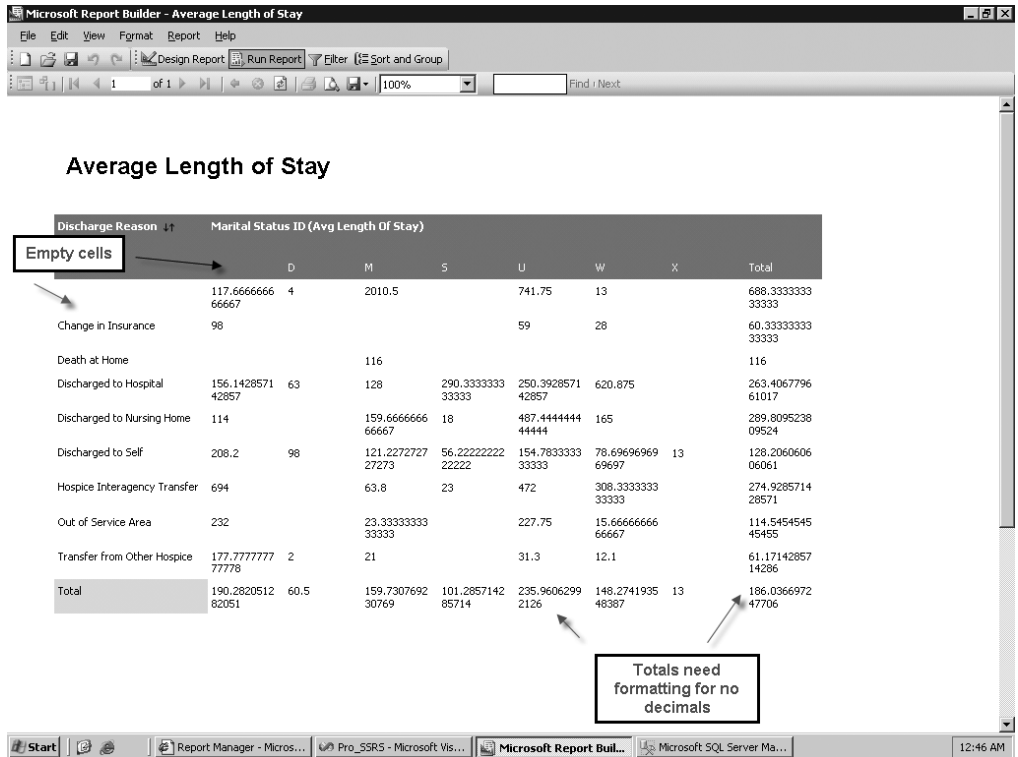 Microsoft Report Builder - Average Length of Stay
File Edit View Format Report Help
Design Report Run Report Filter Sort and Group
1 of 1 100% Find Next
Average Length of Stay
Discharge Reason Marital Status ID (Avg Length Of Stay)
Empty cells
D M S U W X Total
117.6666666 4 2010.5 741.75 13 688.3333333
66667 33333
Change in Insurance 98 59 28 60.33333333
33333
Death at Home 116 116
Discharged to Hospital 156.1428571 63 128 290.3333333 250.3928571 620.875 263.4067796
42857 33333 42857 61017
Discharged to Nursing Home 114 159.6666666 18 487.4444444 165 289.8095238
66667 44444 09524
Discharged to Self 208.2 98 121.2272727 56.22222222 154.7833333 78.69696969 13 128.2060606
27273 22222 33333 69697 06061
Hospice Interagency Transfer 694 63.8 23 472 308.3333333 274.9285714
33333 28571
Out of Service Area 232 23.33333333 227.75 15.66666666 114.5454545
33333 66667 45455
Transfer from Other Hospice 177.7777777 2 21 31.3 12.1 61.17142857
77778 14286
Total 190.2820512 60.5 159.7307692 101.2857142 235.9606299 148.2741935 13 186.0366972
82051 30769 85714 2126 48387 47706
Totals need
formatting for no
decimals
Start Report Manager - Micros... Pro_SSRS - Microsoft Vis... Microsoft Report Buil... Microsoft SQL Server Ma... 12:46 AM